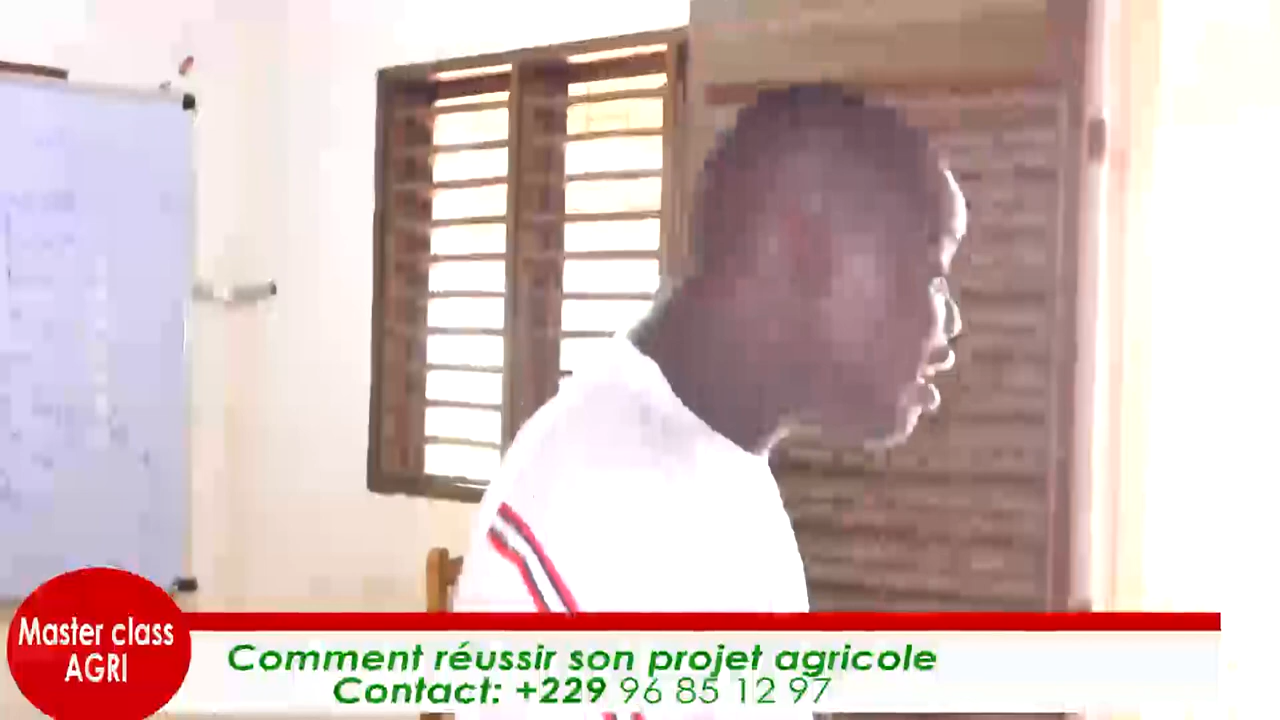 Master class
AGRI
Comment réussir son projet agricole
Contact: +229 96 85 12 97